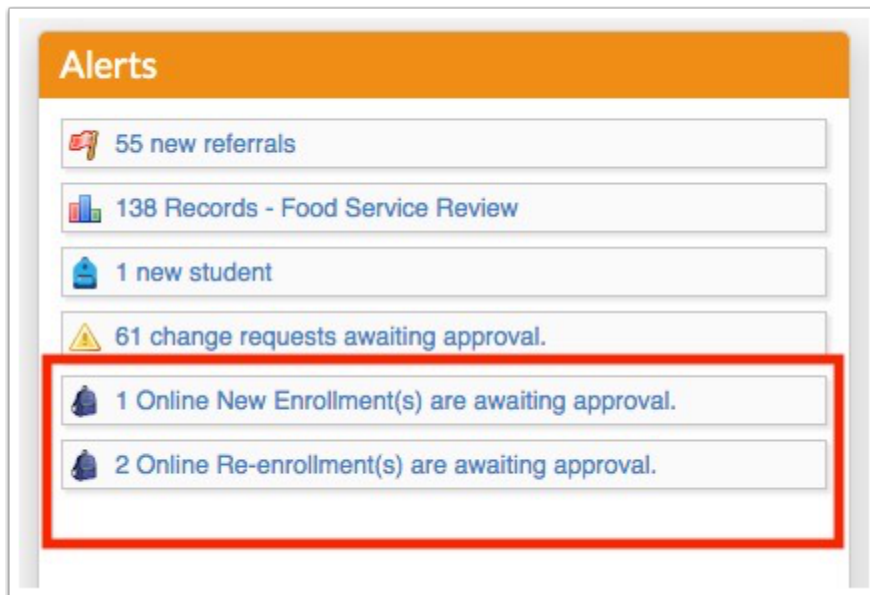 Alerts
55 new referrals
138 Records - Food Service Review
1 new student
61 change requests awaiting approval.
1 Online New Enrollment(s) are awaiting approval.
2 Online Re-enrollment(s) are awaiting approval.